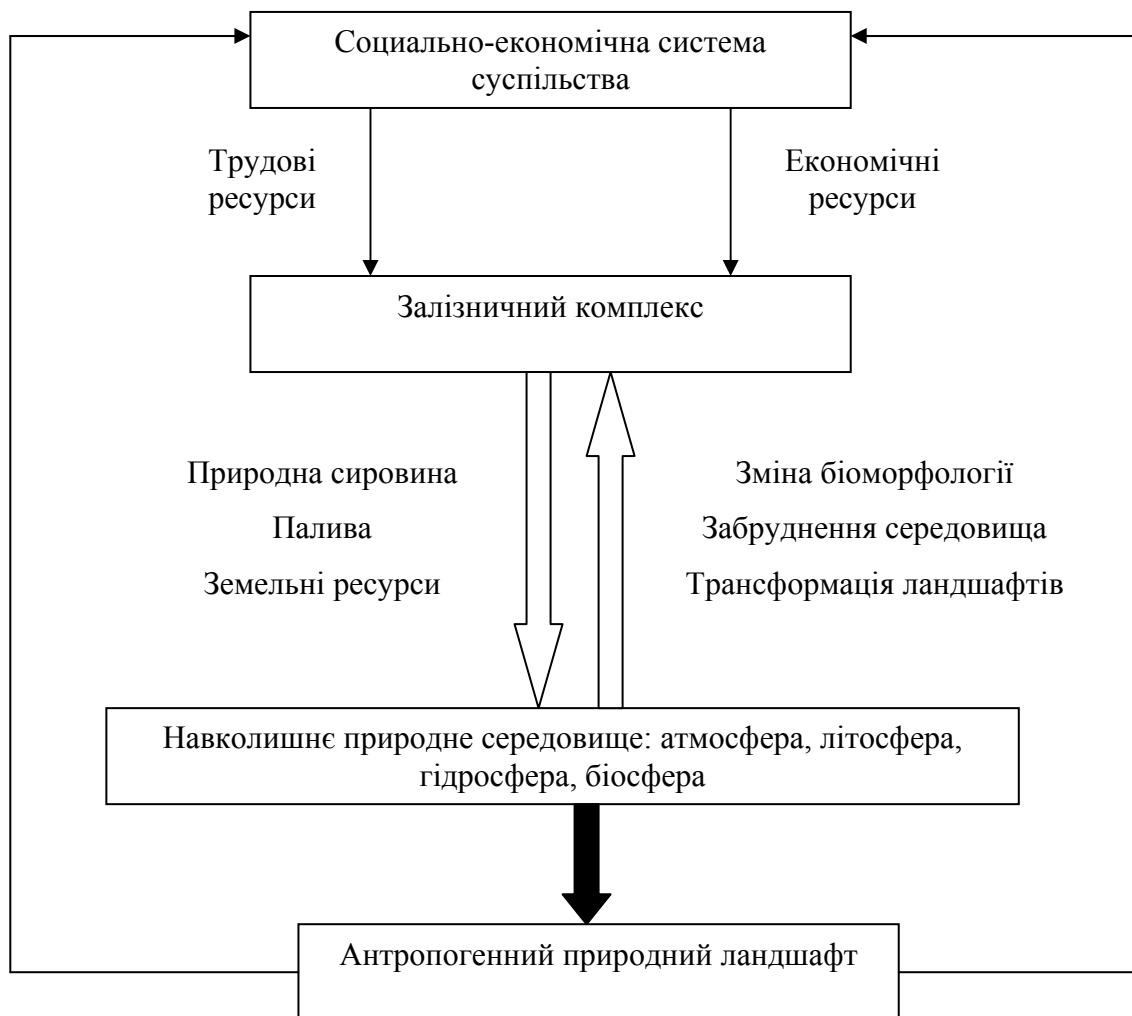 Социально-економічна система
суспільства
Трудові
ресурси
Економічні
ресурси
Залізничний комплекс
Природна сировина
Палива
Земельні ресурси
Зміна біоморфології
Забруднення середовища
Трансформація ландшафтів
Навколишнє природне середовище: атмосфера, літосфера,
гідросфера, біосфера
Антропогенний природний ландшафт